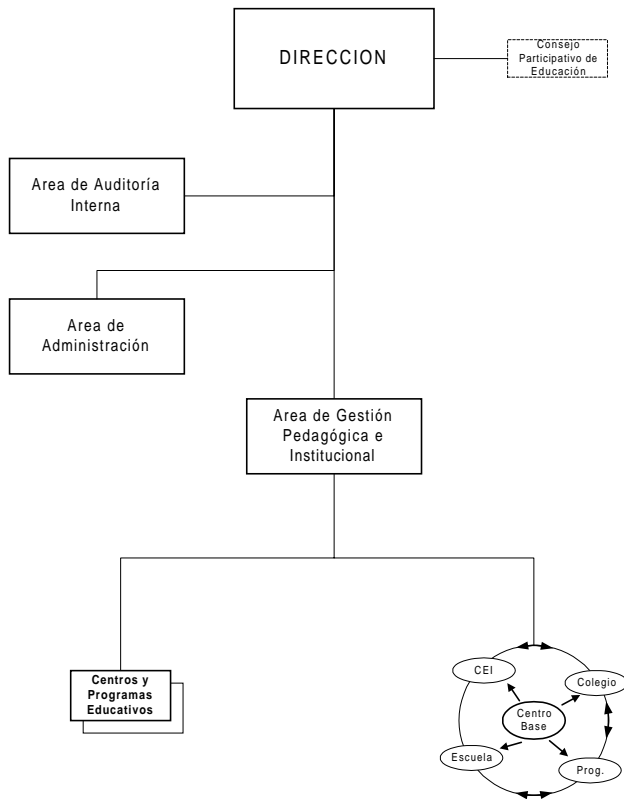 DIRECCION
Consejo
Participativo de
Educación
Area de Auditoría
Interna
Area de
Administración
Area de Gestión
Pedagógica e
Institucional
Centros y
Programas
Educativos
CEI
Colegio
Centro
Base
Escuela
Prog.